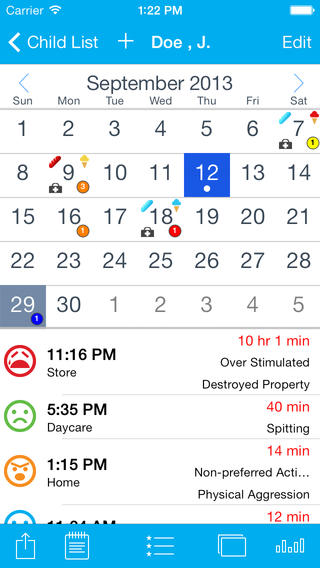 Carrier 1:22 PM
Child List + Doe , J. Edit
September 2013
Sun Mon Tue Wed Thu Fri Sat
1 2 3 4 5 6 7
1
8 9 10 11 12 13 14
3
15 16 17 18 19 20 21
1 1
22 23 24 25 26 27 28
29 30 1 2 3 4 5
1
10 hr 1 min
11:16 PM Over Stimulated
Store Destroyed Property
5:35 PM 40 min
Daycare Spitting
14 min
1:15 PM Non-preferred Acti...
Home Physical Aggression
12 min